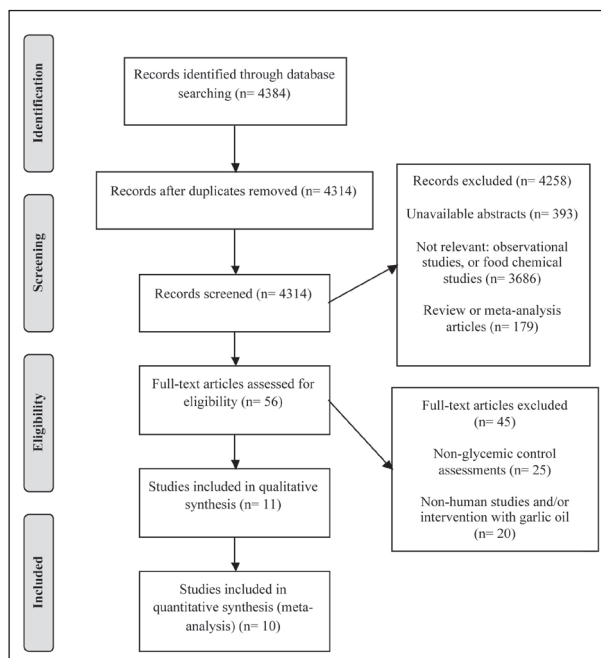 Identification
Records identified through database
searching (n= 4384)
Records after duplicates removed (n= 4314)
Screening
Records screened (n= 4314)
Records excluded (n= 4258)
Unavailable abstracts (n= 393)
Not relevant: observational
studies, or food chemical
studies (n= 3686)
Review or meta-analysis
articles (n= 179)
Eligibility
Full-text articles assessed for
eligibility (n= 56)
Full-text articles excluded
(n= 45)
Non-glycemic control
assessments (n= 25)
Non-human studies and/or
intervention with garlic oil
(n= 20)
Studies included in qualitative
synthesis (n= 11)
Included
Studies included in
quantitative synthesis (meta-
analysis) (n= 10)